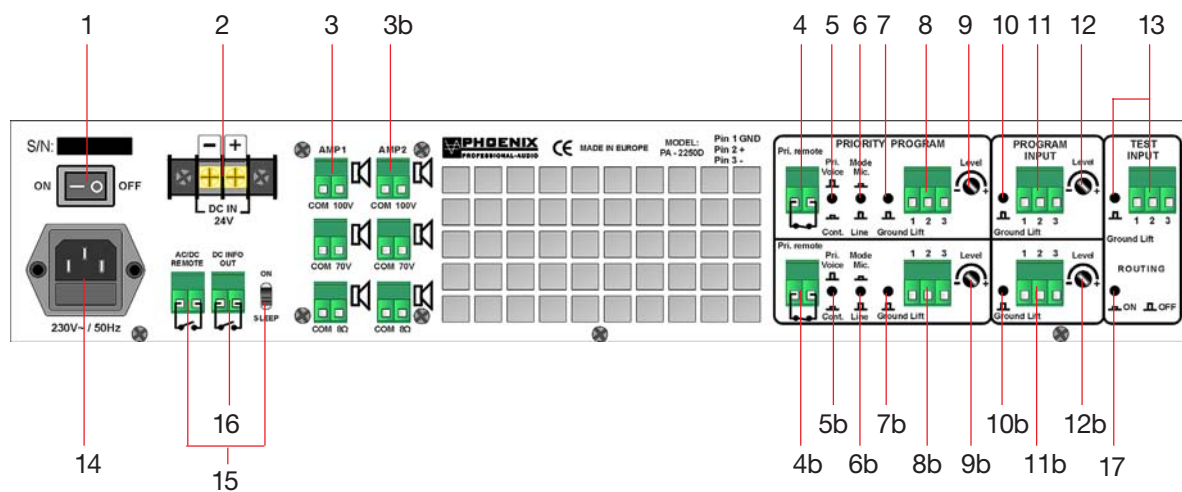 1 2 3 3b 4 5 6 7 8 9 10 11 12 13
S/N:
ON OFF
230V~ / 50Hz
14
− +
DC IN
24V
AC/DC
REMOTE
DC INFO
OUT
ON
SLEEP
16
15
AMP1 AMP2
COM 100V COM 100V
COM 70V COM 70V
COM 8Ω COM 8Ω
PHOENIX
PROFESSIONAL-AUDIO
CE MADE IN EUROPE
MODEL:
PA - 2250D
Pin 1 GND
Pin 2 +
Pin 3 -
PRIORITY PROGRAM
Pri. remote
Pri.
Voice
Mode
Mic.
Level
- +
Cont. Line Ground Lift
1 2 3
Pri. remote
Pri.
Voice
Mode
Mic.
1 2 3
Level
- +
Cont. Line Ground Lift
PROGRAM
INPUT
Level
- +
1 2 3
Ground Lift
1 2 3
Level
- +
Ground Lift
TEST
INPUT
1 2 3
Ground Lift
ROUTING
ON OFF
4b 5b 6b 7b 8b 9b 10b 11b 12b 17